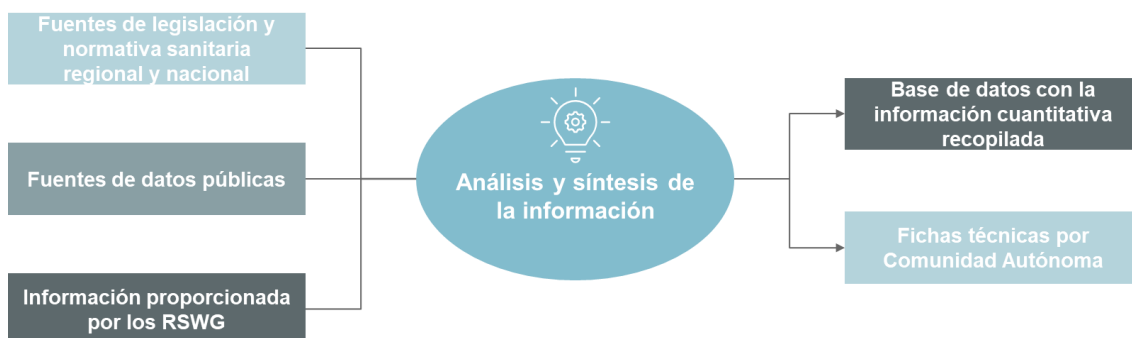 Fuentes de legislación y
normativa sanitaria
regional y nacional
Fuentes de datos públicas
Información proporcionada
por los RSWG
Análisis y síntesis de
la información
Base de datos con la
información cuantitativa
recopilada
Fichas técnicas por
Comunidad Autónoma